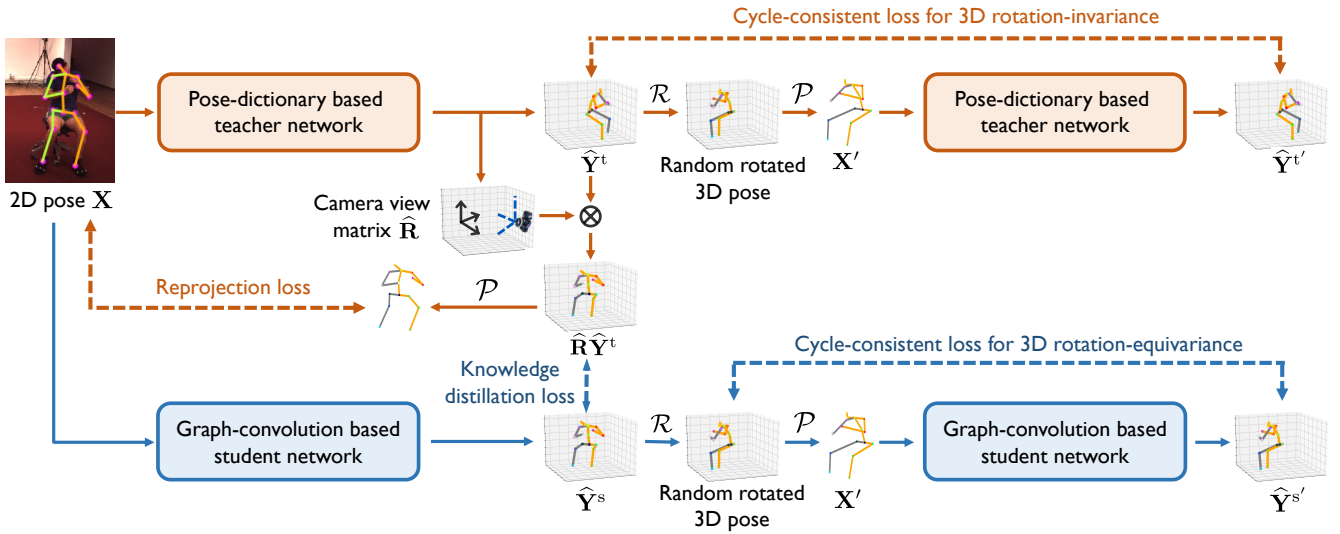 Cycle-consistent loss for 3D rotation-invariance
Pose-dictionary based
teacher network
ℛ
𝒫
Pose-dictionary based
teacher network
Ŷᵗ
Random rotated
3D pose
X′
Ŷᵗ′
2D pose X
Camera view
matrix R̂
⊗
Reprojection loss
𝒫
R̂Ŷᵗ
Cycle-consistent loss for 3D rotation-equivariance
Knowledge
distillation loss
Graph-convolution based
student network
ℛ
𝒫
Graph-convolution based
student network
Ŷˢ
Random rotated
3D pose
X′
Ŷˢ′